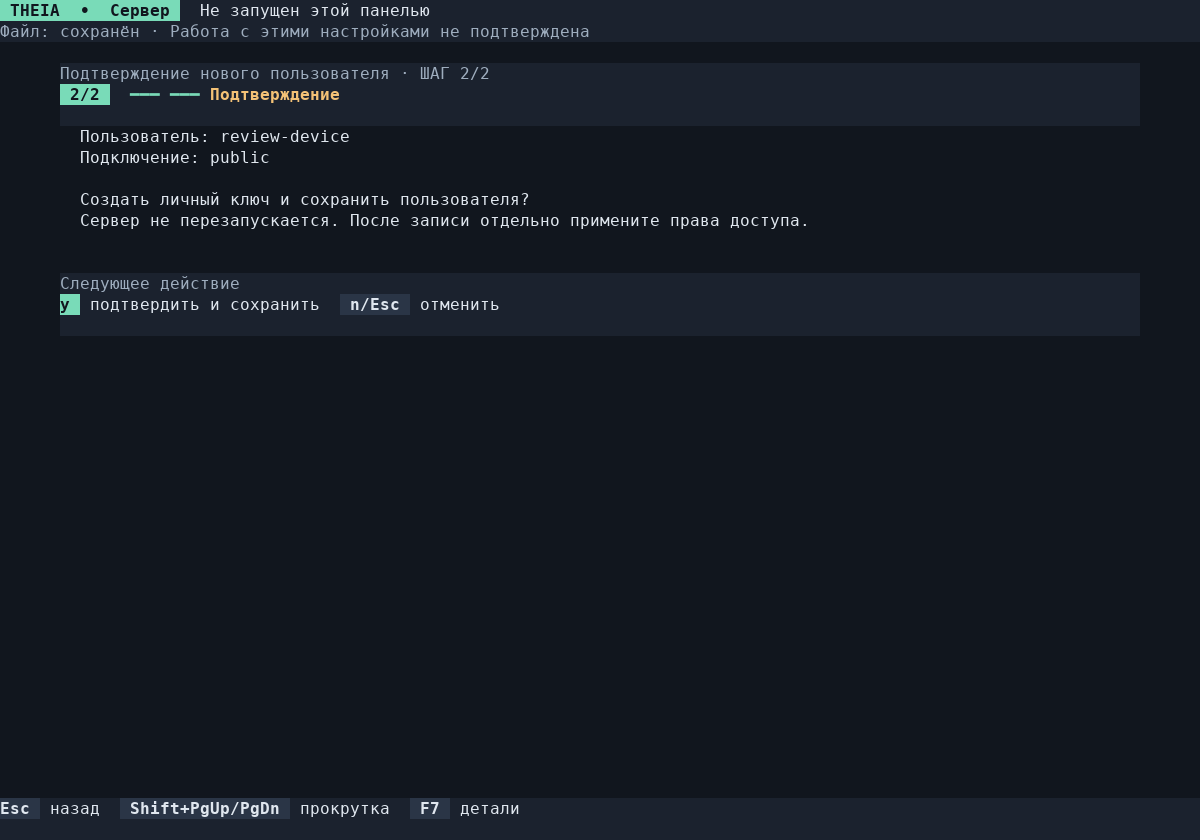 THEIA • Сервер Не запущен этой панелью
Файл: сохранён · Работа с этими настройками не подтверждена
Подтверждение нового пользователя · ШАГ 2/2
2/2 ━━━ ━━━ Подтверждение
Пользователь: review-device
Подключение: public
Создать личный ключ и сохранить пользователя?
Сервер не перезапускается. После записи отдельно примените права доступа.
Следующее действие
y подтвердить и сохранить n/Esc отменить
Esc назад Shift+PgUp/PgDn прокрутка F7 детали